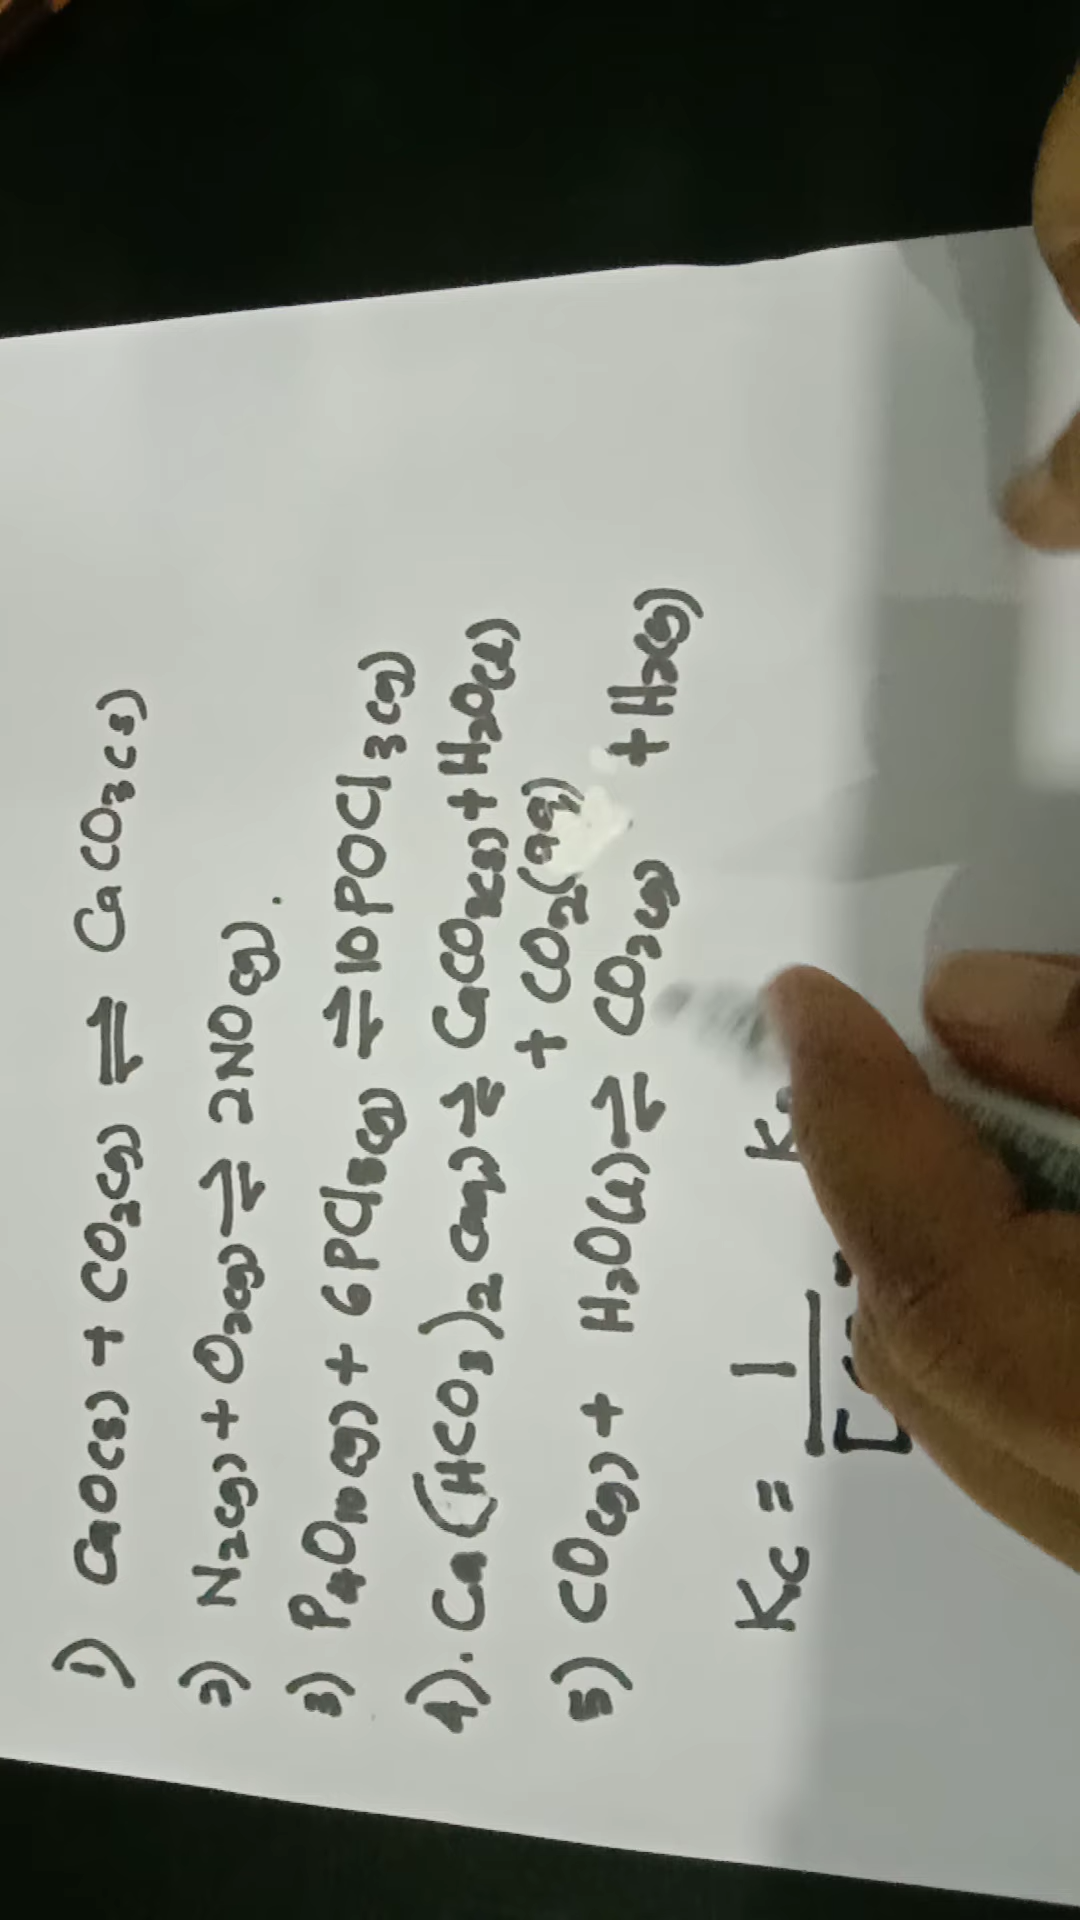 1) CaO(s) + CO2(g) ⇌ CaCO3(s)
2) N2(g) + O2(g) ⇌ 2NO(g).
3) P4O10(g) + 6PCl5(g) ⇌ 10POCl3(g)
4). Ca(HCO3)2(aq) ⇌ CaCO3(s) + H2O(l)
+ CO2(aq)
5) CO(g) + H2O(l) ⇌ CO2(g) + H2(g)
Kc = 1
[